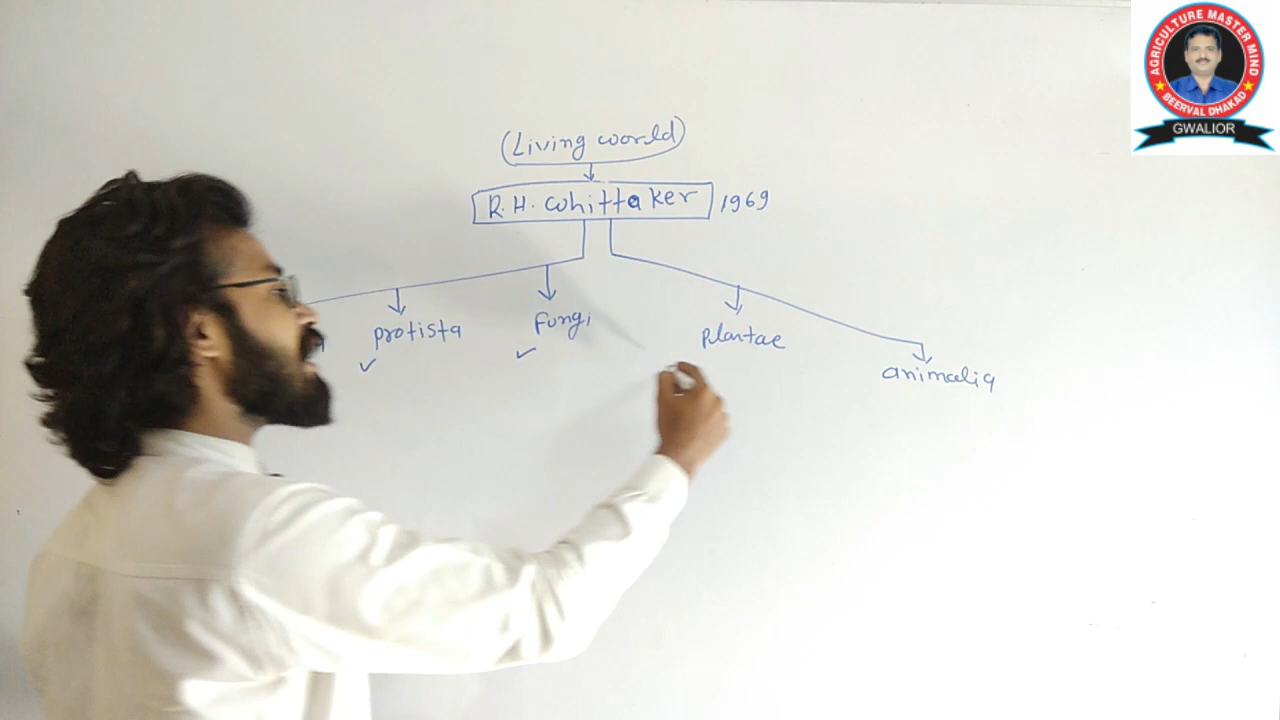 (Living world)
R.H. Whittaker 1969
Protista
Fungi
Plantae
animalia
AGRICULTURE MASTER MIND
BEERVAL DHAKAD
GWALIOR